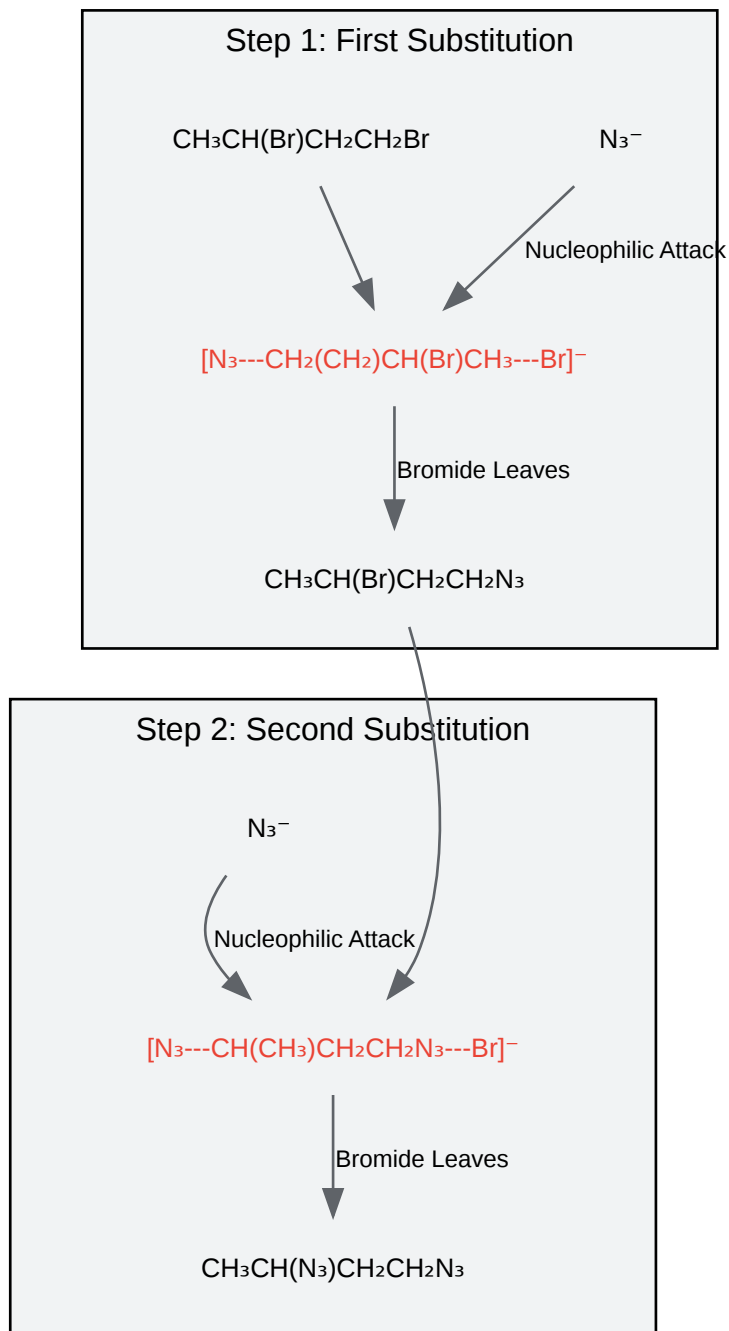 Step 1: First Substitution
CH₃CH(Br)CH₂CH₂Br
N₃⁻
Nucleophilic Attack
[N₃---CH₂(CH₂)CH(Br)CH₃---Br]⁻
Bromide Leaves
CH₃CH(Br)CH₂CH₂N₃
Step 2: Second Substitution
N₃⁻
Nucleophilic Attack
[N₃---CH(CH₃)CH₂CH₂N₃---Br]⁻
Bromide Leaves
CH₃CH(N₃)CH₂CH₂N₃